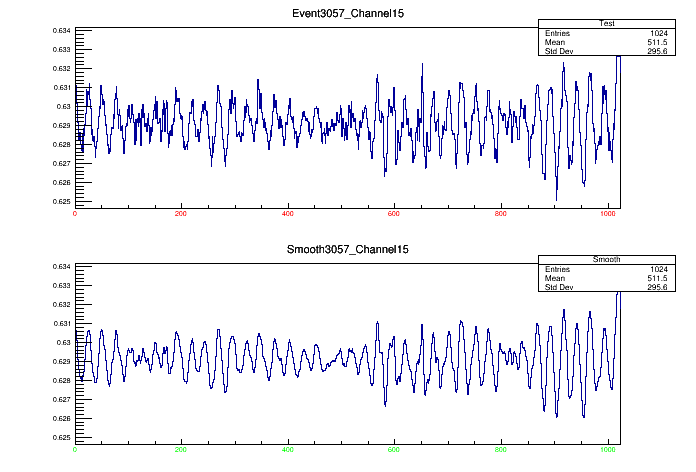 Event3057_Channel15
Test
Entries 1024
Mean 511.5
Std Dev 295.6
0.634
0.633
0.632
0.631
0.63
0.629
0.628
0.627
0.626
0.625
0 200 400 600 800 1000
Smooth3057_Channel15
Smooth
Entries 1024
Mean 511.5
Std Dev 295.6
0.634
0.633
0.632
0.631
0.63
0.629
0.628
0.627
0.626
0.625
0 200 400 600 800 1000